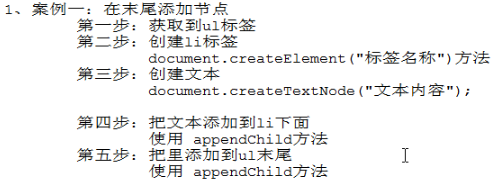 1、案例一：在末尾添加节点
第一步：获取到ul标签
第二步：创建li标签
document.createElement("标签名称")方法
第三步：创建文本
document.createTextNode("文本内容");
第四步：把文本添加到li下面
使用 appendChild方法
第五步：把里添加到ul末尾
使用 appendChild方法